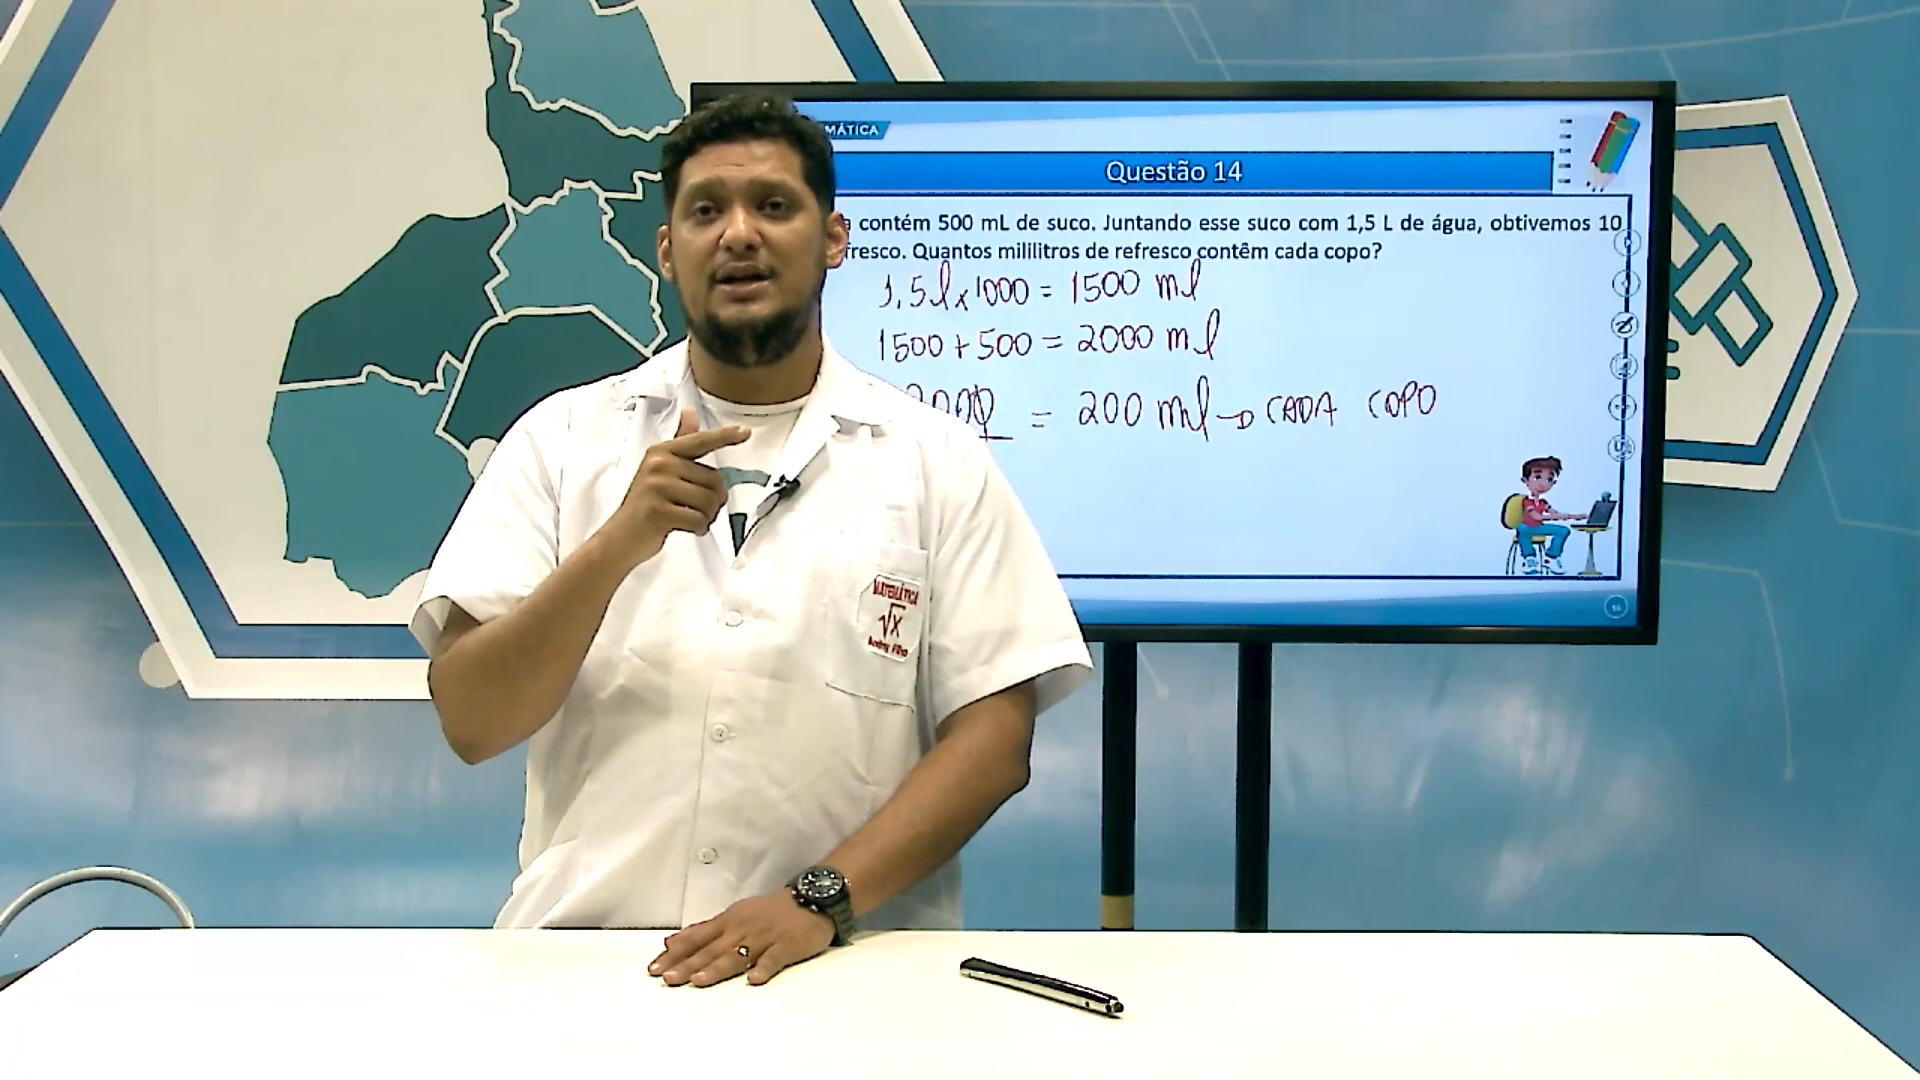 MÁTICA
Questão 14
a contém 500 mL de suco. Juntando esse suco com 1,5 L de água, obtivemos 10
fresco. Quantos mililitros de refresco contêm cada copo?
1,5l x 1000 = 1500 ml
1500 + 500 = 2000 ml
= 200 ml → CADA COPO
MATEMÁTICA
√x
Filho